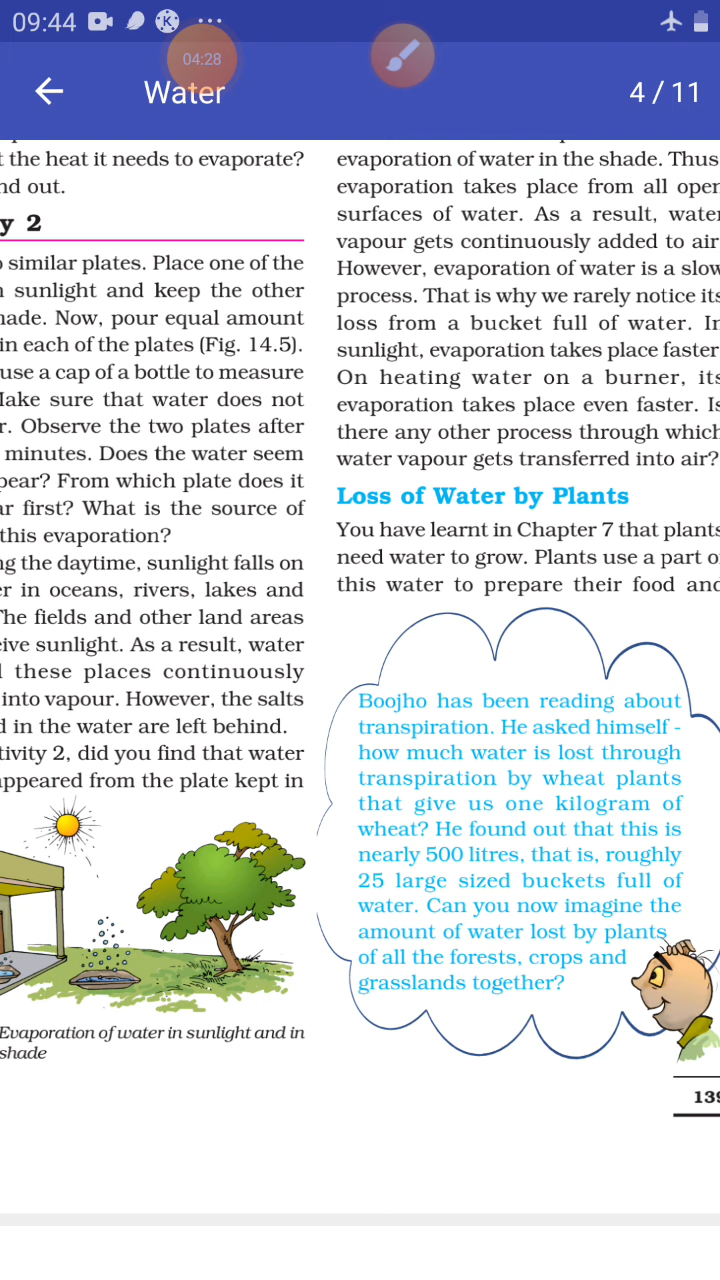 09:44
04:28
Water
4 / 11
t the heat it needs to evaporate?
nd out.
y 2
similar plates. Place one of the
sunlight and keep the other
ade. Now, pour equal amount
in each of the plates (Fig. 14.5).
use a cap of a bottle to measure
ake sure that water does not
r. Observe the two plates after
minutes. Does the water seem
pear? From which plate does it
ar first? What is the source of
this evaporation?
ng the daytime, sunlight falls on
er in oceans, rivers, lakes and
The fields and other land areas
eive sunlight. As a result, water
these places continuously
into vapour. However, the salts
d in the water are left behind.
tivity 2, did you find that water
appeared from the plate kept in
Evaporation of water in sunlight and in
shade
evaporation of water in the shade. Thus
evaporation takes place from all open
surfaces of water. As a result, water
vapour gets continuously added to air
However, evaporation of water is a slow
process. That is why we rarely notice its
loss from a bucket full of water. In
sunlight, evaporation takes place faster
On heating water on a burner, its
evaporation takes place even faster. Is
there any other process through which
water vapour gets transferred into air?
Loss of Water by Plants
You have learnt in Chapter 7 that plants
need water to grow. Plants use a part o
this water to prepare their food and
Boojho has been reading about
transpiration. He asked himself -
how much water is lost through
transpiration by wheat plants
that give us one kilogram of
wheat? He found out that this is
nearly 500 litres, that is, roughly
25 large sized buckets full of
water. Can you now imagine the
amount of water lost by plants
of all the forests, crops and
grasslands together?
139